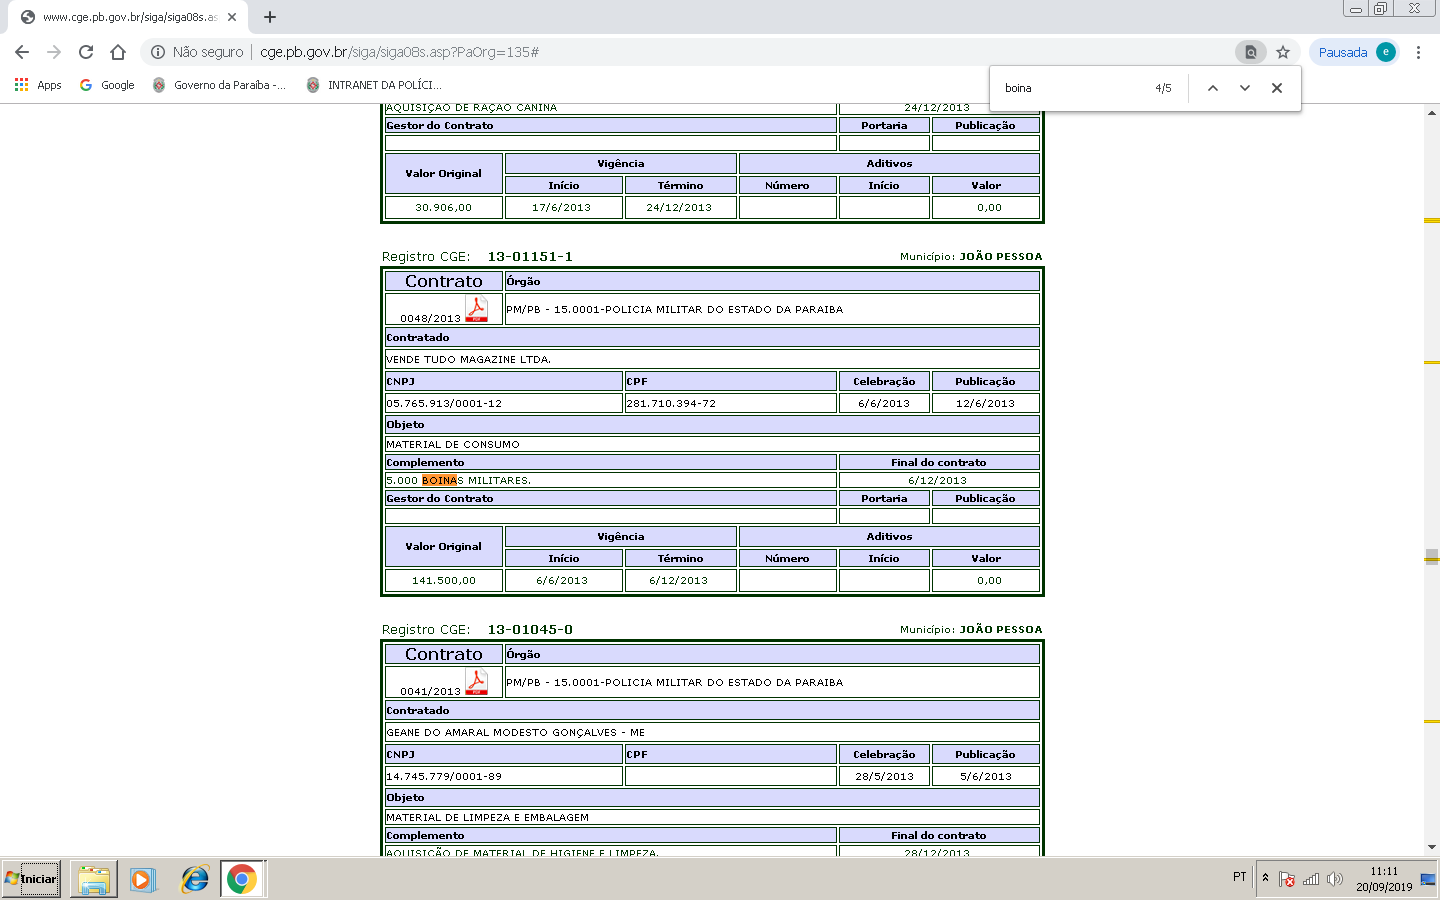 www.cge.pb.gov.br/siga/siga08s.as
Não seguro
cge.pb.gov.br/siga/siga08s.asp?PaOrg=135#
Pausada
e
Apps
Google
Governo da Paraíba -...
INTRANET DA POLÍCI...
boina
4/5
AQUISIÇÃO DE RAÇÃO CANINA 24/12/2013
Gestor do Contrato Portaria Publicação
Valor Original Vigência Aditivos
Início Término Número Início Valor
30.906,00 17/6/2013 24/12/2013 0,00
Registro CGE: 13-01151-1 Município: JOÃO PESSOA
Contrato Órgão
0048/2013 PM/PB - 15.0001-POLICIA MILITAR DO ESTADO DA PARAIBA
Contratado
VENDE TUDO MAGAZINE LTDA.
CNPJ CPF Celebração Publicação
05.765.913/0001-12 281.710.394-72 6/6/2013 12/6/2013
Objeto
MATERIAL DE CONSUMO
Complemento Final do contrato
5.000 BOINAS MILITARES. 6/12/2013
Gestor do Contrato Portaria Publicação
Valor Original Vigência Aditivos
Início Término Número Início Valor
141.500,00 6/6/2013 6/12/2013 0,00
Registro CGE: 13-01045-0 Município: JOÃO PESSOA
Contrato Órgão
0041/2013 PM/PB - 15.0001-POLICIA MILITAR DO ESTADO DA PARAIBA
Contratado
GEANE DO AMARAL MODESTO GONÇALVES - ME
CNPJ CPF Celebração Publicação
14.745.779/0001-89 28/5/2013 5/6/2013
Objeto
MATERIAL DE LIMPEZA E EMBALAGEM
Complemento Final do contrato
AQUISIÇÃO DE MATERIAL DE HIGIENE E LIMPEZA. 28/12/2013
Iniciar
PT
11:11
20/09/2019